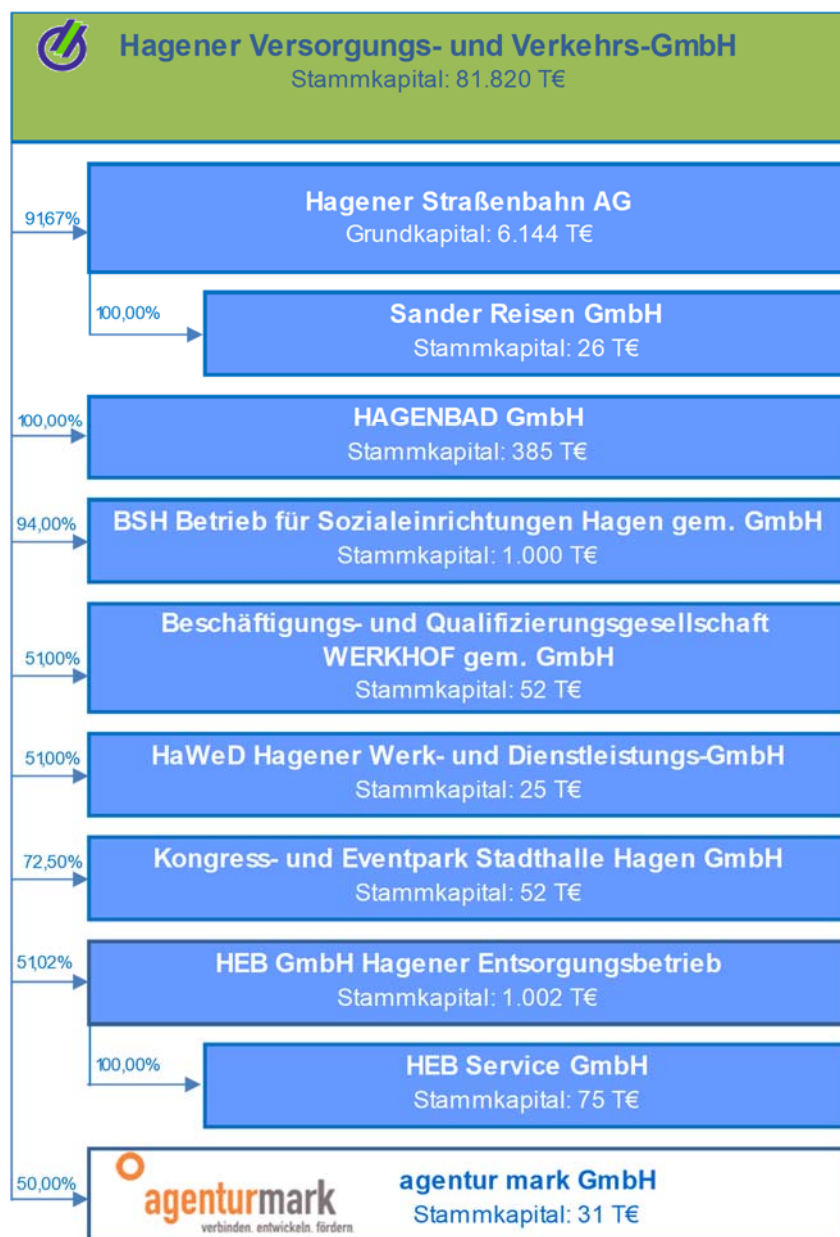 Hagener Versorgungs- und Verkehrs-GmbH
Stammkapital: 81.820 T€
91,67%
Hagener Straßenbahn AG
Grundkapital: 6.144 T€
100,00%
Sander Reisen GmbH
Stammkapital: 26 T€
100,00%
HAGENBAD GmbH
Stammkapital: 385 T€
94,00%
BSH Betrieb für Sozialeinrichtungen Hagen gem. GmbH
Stammkapital: 1.000 T€
51,00%
Beschäftigungs- und Qualifizierungsgesellschaft
WERKHOF gem. GmbH
Stammkapital: 52 T€
51,00%
HaWeD Hagener Werk- und Dienstleistungs-GmbH
Stammkapital: 25 T€
72,50%
Kongress- und Eventpark Stadthalle Hagen GmbH
Stammkapital: 52 T€
51,02%
HEB GmbH Hagener Entsorgungsbetrieb
Stammkapital: 1.002 T€
100,00%
HEB Service GmbH
Stammkapital: 75 T€
50,00%
agenturmark
verbinden. entwickeln. fördern.
agentur mark GmbH
Stammkapital: 31 T€